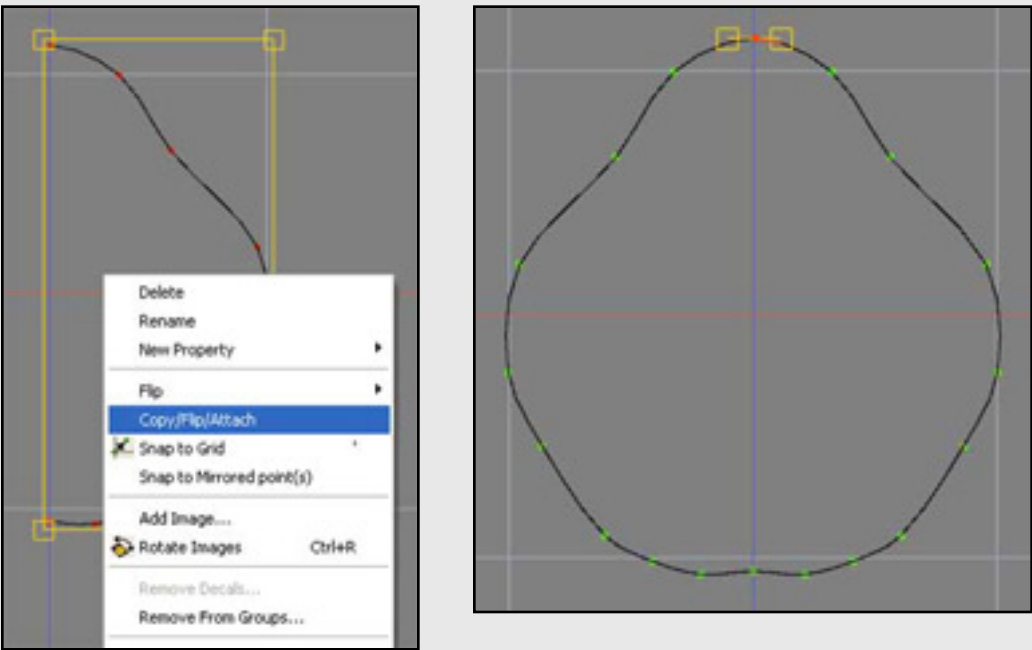 Delete
Rename
New Property
Flip
Copy/Flip/Attach
Snap to Grid '
Snap to Mirrored point(s)
Add Image...
Rotate Images Ctrl+R
Remove Decals...
Remove From Groups...